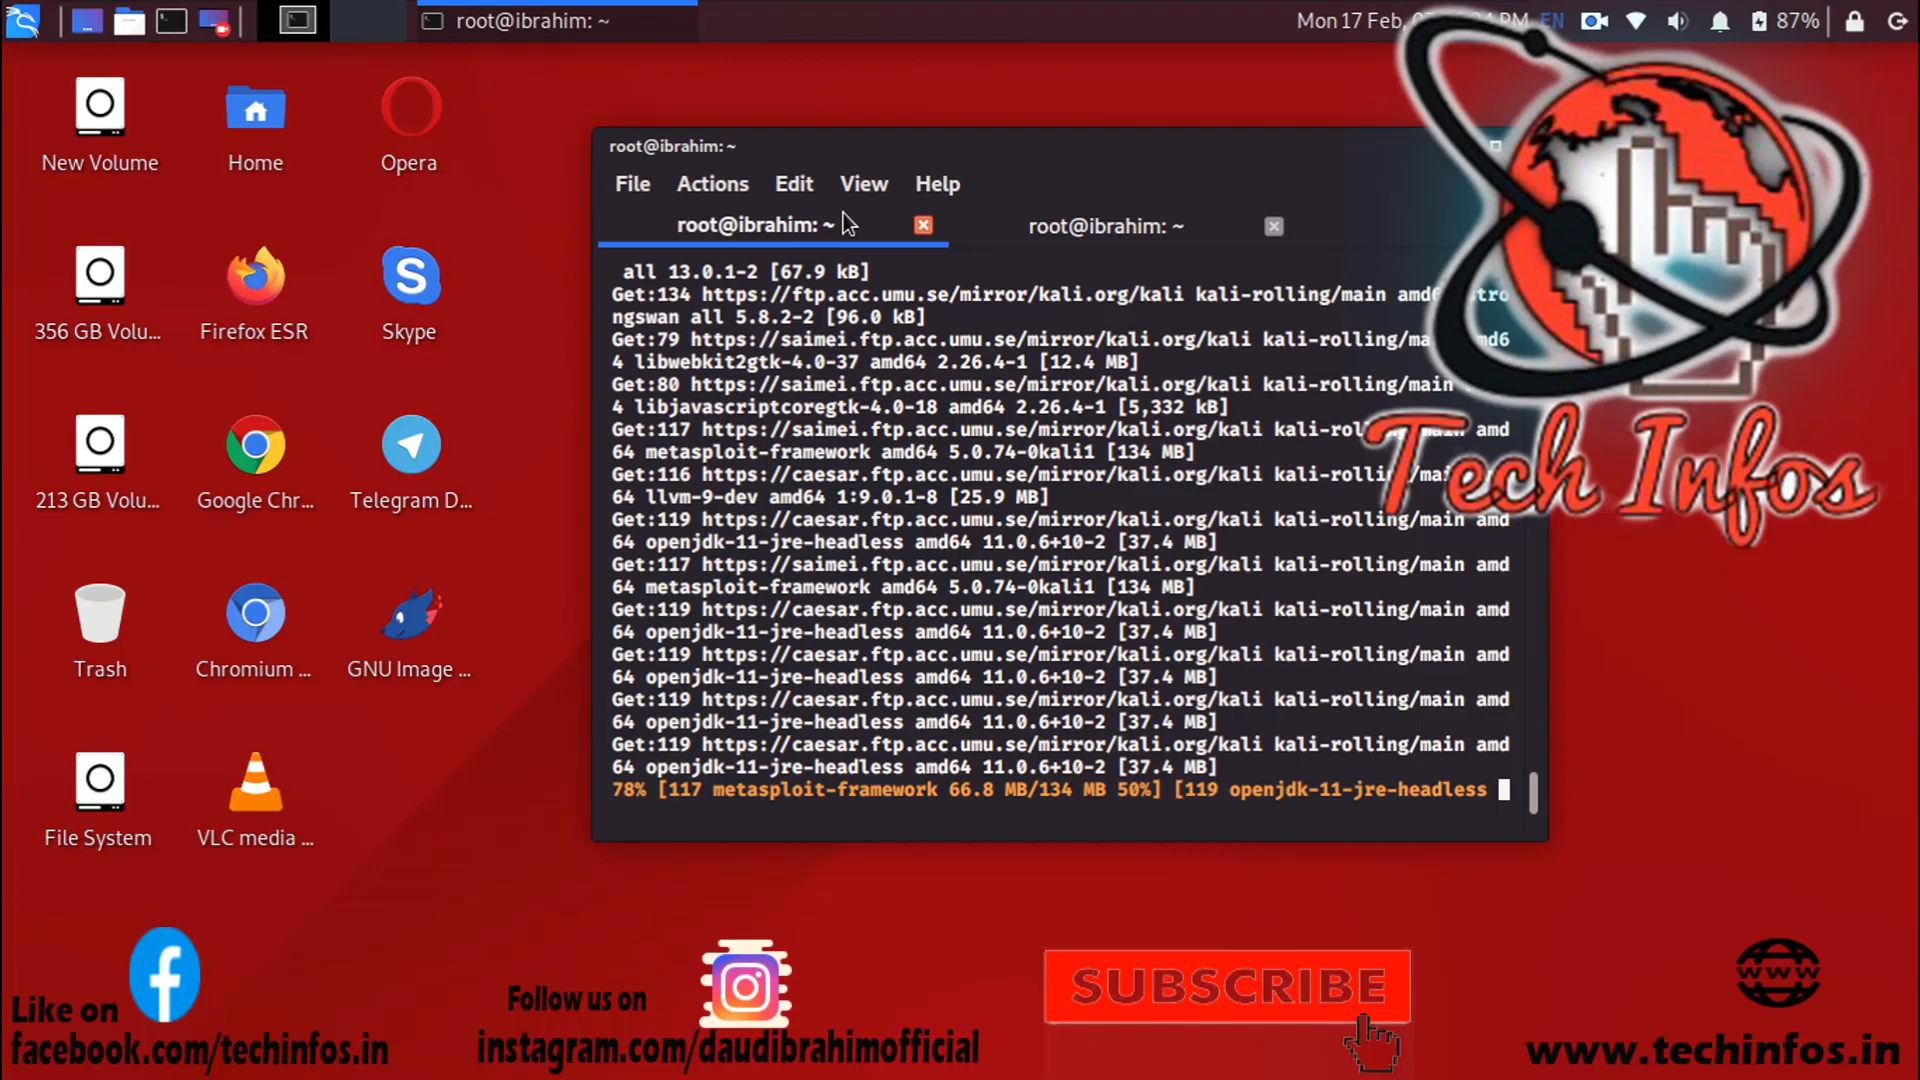 root@ibrahim: ~
Mon 17 Feb,
PM
EN
87%
New Volume
Home
Opera
356 GB Volu...
Firefox ESR
Skype
213 GB Volu...
Google Chr...
Telegram D...
Trash
Chromium ...
GNU Image ...
File System
VLC media ...
root@ibrahim: ~
File Actions Edit View Help
root@ibrahim: ~
root@ibrahim: ~
all 13.0.1-2 [67.9 kB]
Get:134 https://ftp.acc.umu.se/mirror/kali.org/kali kali-rolling/main
ngswan all 5.8.2-2 [96.0 kB]
Get:79 https://saimei.ftp.acc.umu.se/mirror/kali.org/kali
4 libwebkit2gtk-4.0-37 amd64 2.26.4-1 [12.4 MB]
Get:80 https://saimei.ftp.acc.umu.se/mirror/kali.org/kali kali-rolling/main
4 libjavascriptcoregtk-4.0-18 amd64 2.26.4-1 [5,332 kB]
Get:117 https://saimei.ftp.acc.umu.se/mirror/kali.org/kali amd
64 metasploit-framework amd64 5.0.74-0kali1 [134 MB]
Get:116 https://caesar.ftp.acc.umu.se/mirror/kali.org/kali
64 llvm-9-dev amd64 1:9.0.1-8 [25.9 MB]
Get:119 https://caesar.ftp.acc.umu.se/mirror/kali.org/kali kali-rolling/main amd
64 openjdk-11-jre-headless amd64 11.0.6+10-2 [37.4 MB]
Get:117 https://saimei.ftp.acc.umu.se/mirror/kali.org/kali kali-rolling/main amd
64 metasploit-framework amd64 5.0.74-0kali1 [134 MB]
Get:119 https://caesar.ftp.acc.umu.se/mirror/kali.org/kali kali-rolling/main amd
64 openjdk-11-jre-headless amd64 11.0.6+10-2 [37.4 MB]
Get:119 https://caesar.ftp.acc.umu.se/mirror/kali.org/kali kali-rolling/main amd
64 openjdk-11-jre-headless amd64 11.0.6+10-2 [37.4 MB]
Get:119 https://caesar.ftp.acc.umu.se/mirror/kali.org/kali kali-rolling/main amd
64 openjdk-11-jre-headless amd64 11.0.6+10-2 [37.4 MB]
Get:119 https://caesar.ftp.acc.umu.se/mirror/kali.org/kali kali-rolling/main amd
64 openjdk-11-jre-headless amd64 11.0.6+10-2 [37.4 MB]
78% [117 metasploit-framework 66.8 MB/134 MB 50%] [119 openjdk-11-jre-headless
Tech Infos
Like on
facebook.com/techinfos.in
Follow us on
instagram.com/daudibrahimofficial
SUBSCRIBE
WWW
www.techinfos.in